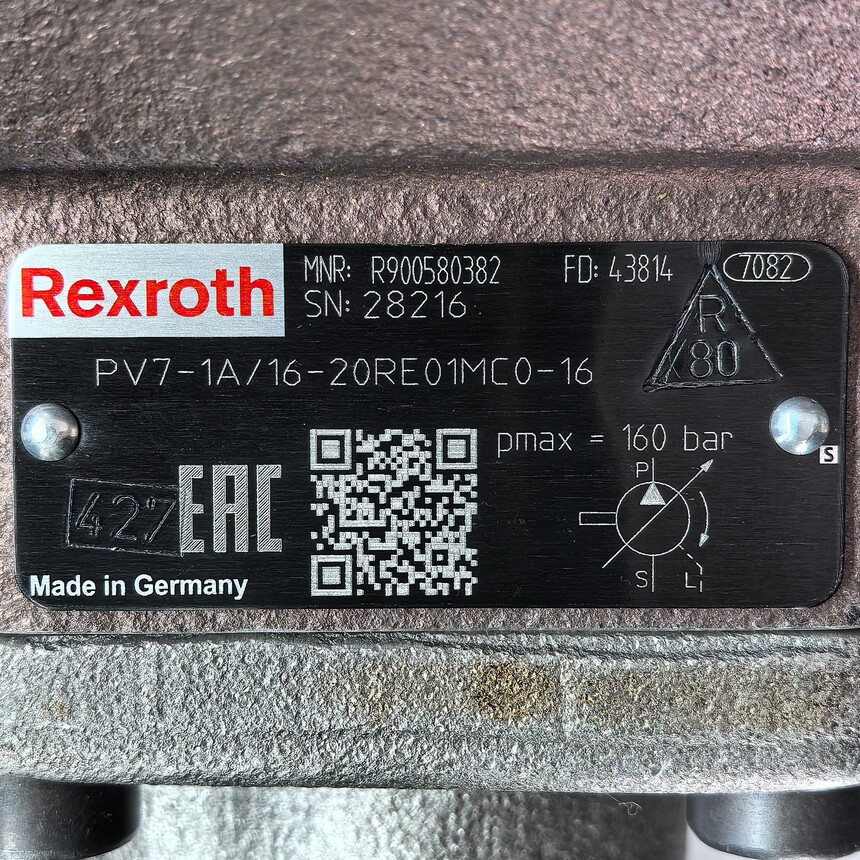 Rexroth
MNR: R900580382
FD: 43814
7082
SN: 28216
R
80
PV7-1A/16-20RE01MC0-16
pmax = 160 bar
P
S
S
L
427
EAC
Made in Germany